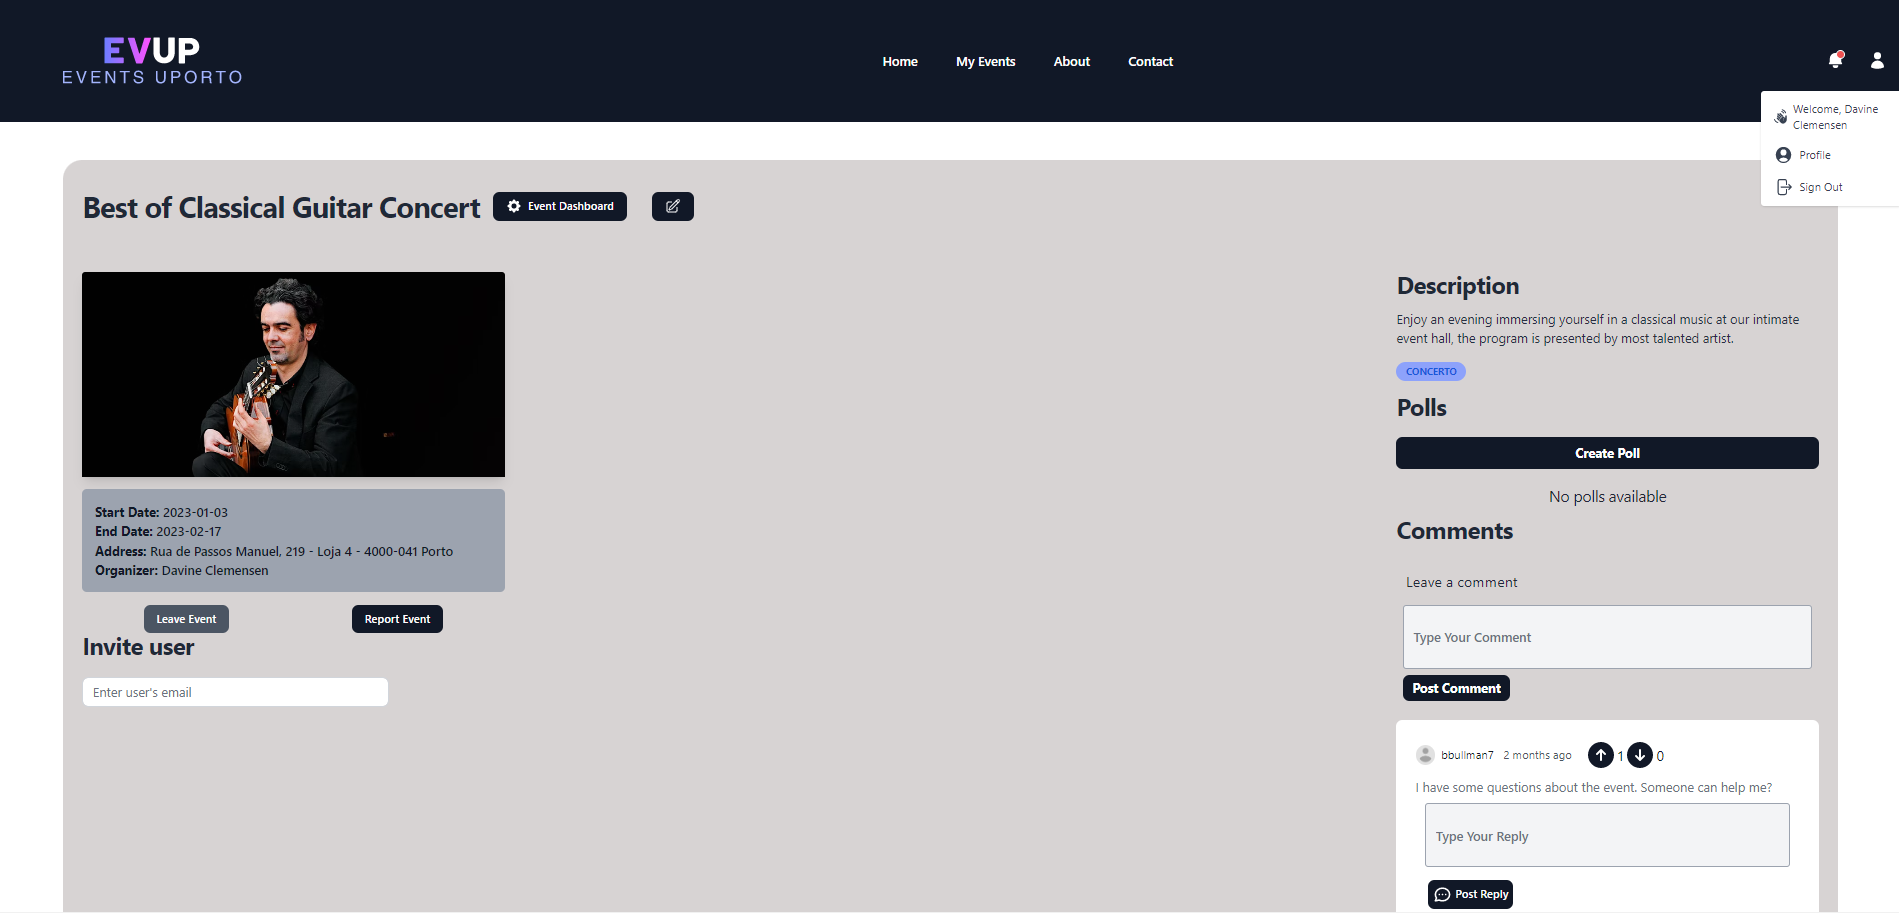 EVUP
EVENTS UPORTO
Home
My Events
About
Contact
Welcome, Davine
Clemensen
Profile
Sign Out
Best of Classical Guitar Concert
Event Dashboard
Start Date: 2023-01-03
End Date: 2023-02-17
Address: Rua de Passos Manuel, 219 - Loja 4 - 4000-041 Porto
Organizer: Davine Clemensen
Leave Event
Report Event
Invite user
Enter user's email
Description
Enjoy an evening immersing yourself in a classical music at our intimate
event hall, the program is presented by most talented artist.
CONCERTO
Polls
Create Poll
No polls available
Comments
Leave a comment
Type Your Comment
Post Comment
bbullman7 2 months ago 1 0
I have some questions about the event. Someone can help me?
Type Your Reply
Post Reply